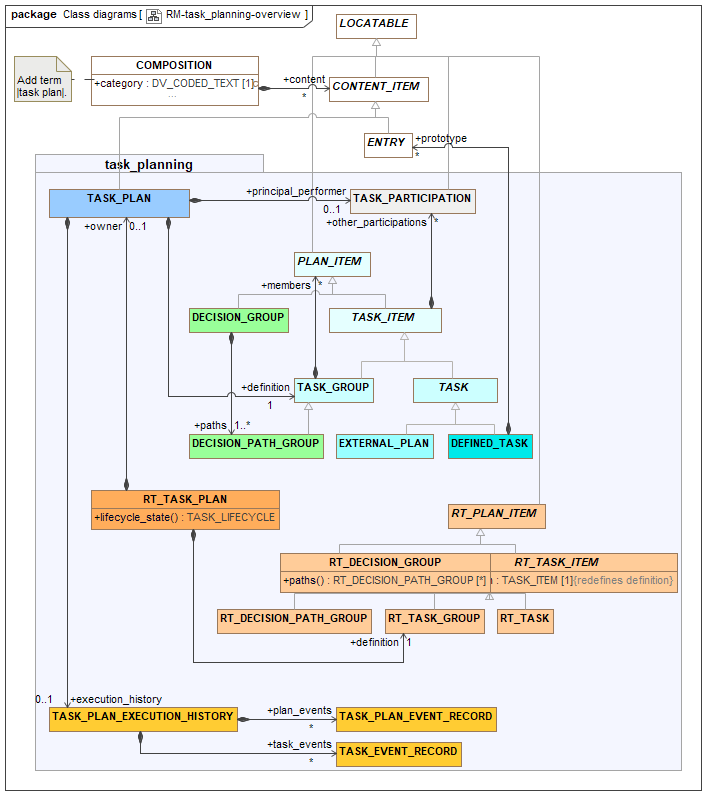 package Class diagrams [ RM-task_planning-overview ]
LOCATABLE
COMPOSITION
+category : DV_CODED_TEXT [1]
...
Add term
|task plan|.
+content
*
CONTENT_ITEM
ENTRY
+prototype
*
task_planning
TASK_PLAN
+principal_performer
0..1
TASK_PARTICIPATION
+owner
0..1
+other_participations
*
PLAN_ITEM
+members
*
DECISION_GROUP
TASK_ITEM
+definition
1
TASK_GROUP
TASK
+paths
1..*
DECISION_PATH_GROUP
EXTERNAL_PLAN
DEFINED_TASK
RT_TASK_PLAN
+lifecycle_state() : TASK_LIFECYCLE
RT_PLAN_ITEM
RT_DECISION_GROUP
+paths() : RT_DECISION_PATH_GROUP [*]
RT_TASK_ITEM
: TASK_ITEM [1]{redefines definition}
RT_DECISION_PATH_GROUP
RT_TASK_GROUP
RT_TASK
+definition
1
0..1
+execution_history
TASK_PLAN_EXECUTION_HISTORY
+plan_events
*
TASK_PLAN_EVENT_RECORD
+task_events
*
TASK_EVENT_RECORD